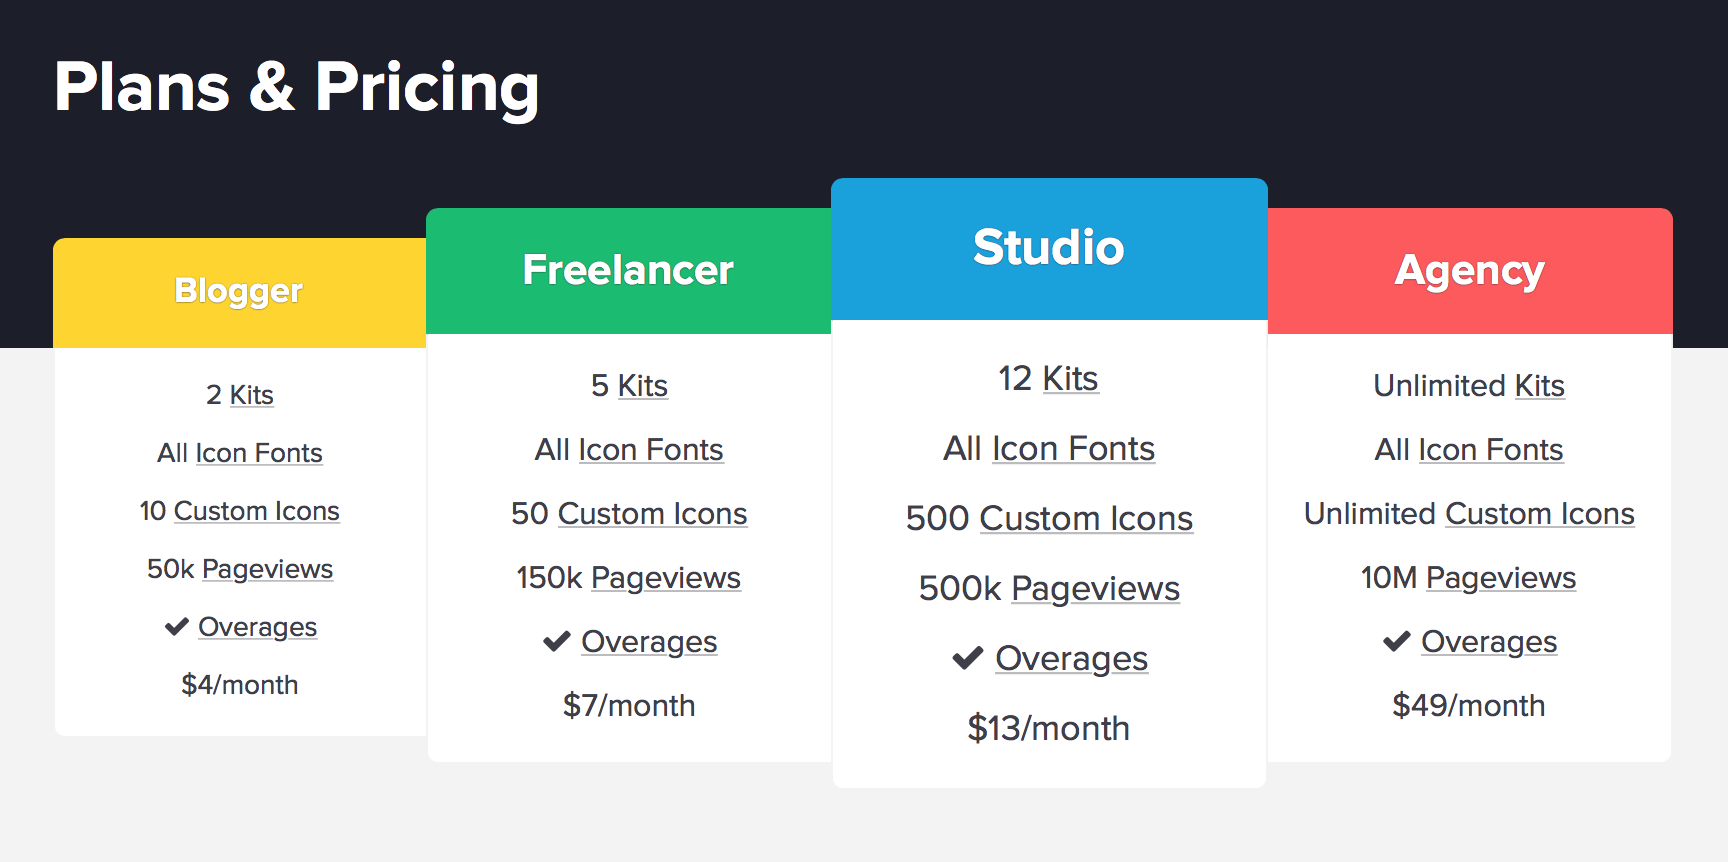 Plans & Pricing
Blogger
2 Kits
All Icon Fonts
10 Custom Icons
50k Pageviews
✔ Overages
$4/month
Freelancer
5 Kits
All Icon Fonts
50 Custom Icons
150k Pageviews
✔ Overages
$7/month
Studio
12 Kits
All Icon Fonts
500 Custom Icons
500k Pageviews
✔ Overages
$13/month
Agency
Unlimited Kits
All Icon Fonts
Unlimited Custom Icons
10M Pageviews
✔ Overages
$49/month